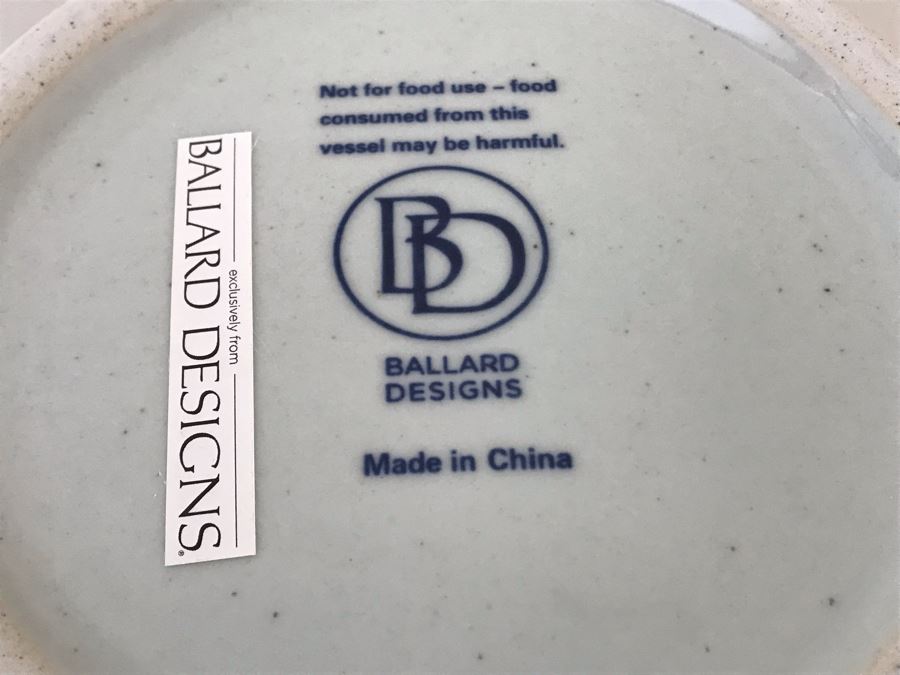 Not for food use – food
consumed from this
vessel may be harmful.
BD
BALLARD
DESIGNS
Made in China
exclusively from
BALLARD DESIGNS®